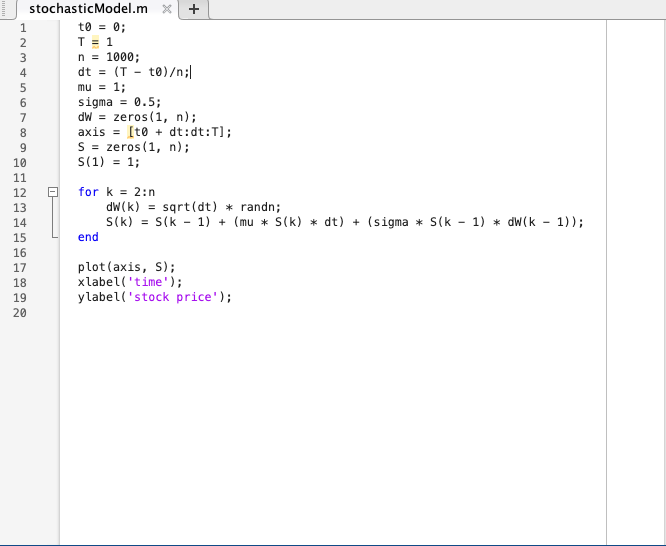 stochasticModel.m × +
1 t0 = 0;
2 T = 1
3 n = 1000;
4 dt = (T - t0)/n;
5 mu = 1;
6 sigma = 0.5;
7 dW = zeros(1, n);
8 axis = [t0 + dt:dt:T];
9 S = zeros(1, n);
10 S(1) = 1;
11
12 for k = 2:n
13 dW(k) = sqrt(dt) * randn;
14 S(k) = S(k - 1) + (mu * S(k) * dt) + (sigma * S(k - 1) * dW(k - 1));
15 end
16
17 plot(axis, S);
18 xlabel('time');
19 ylabel('stock price');
20